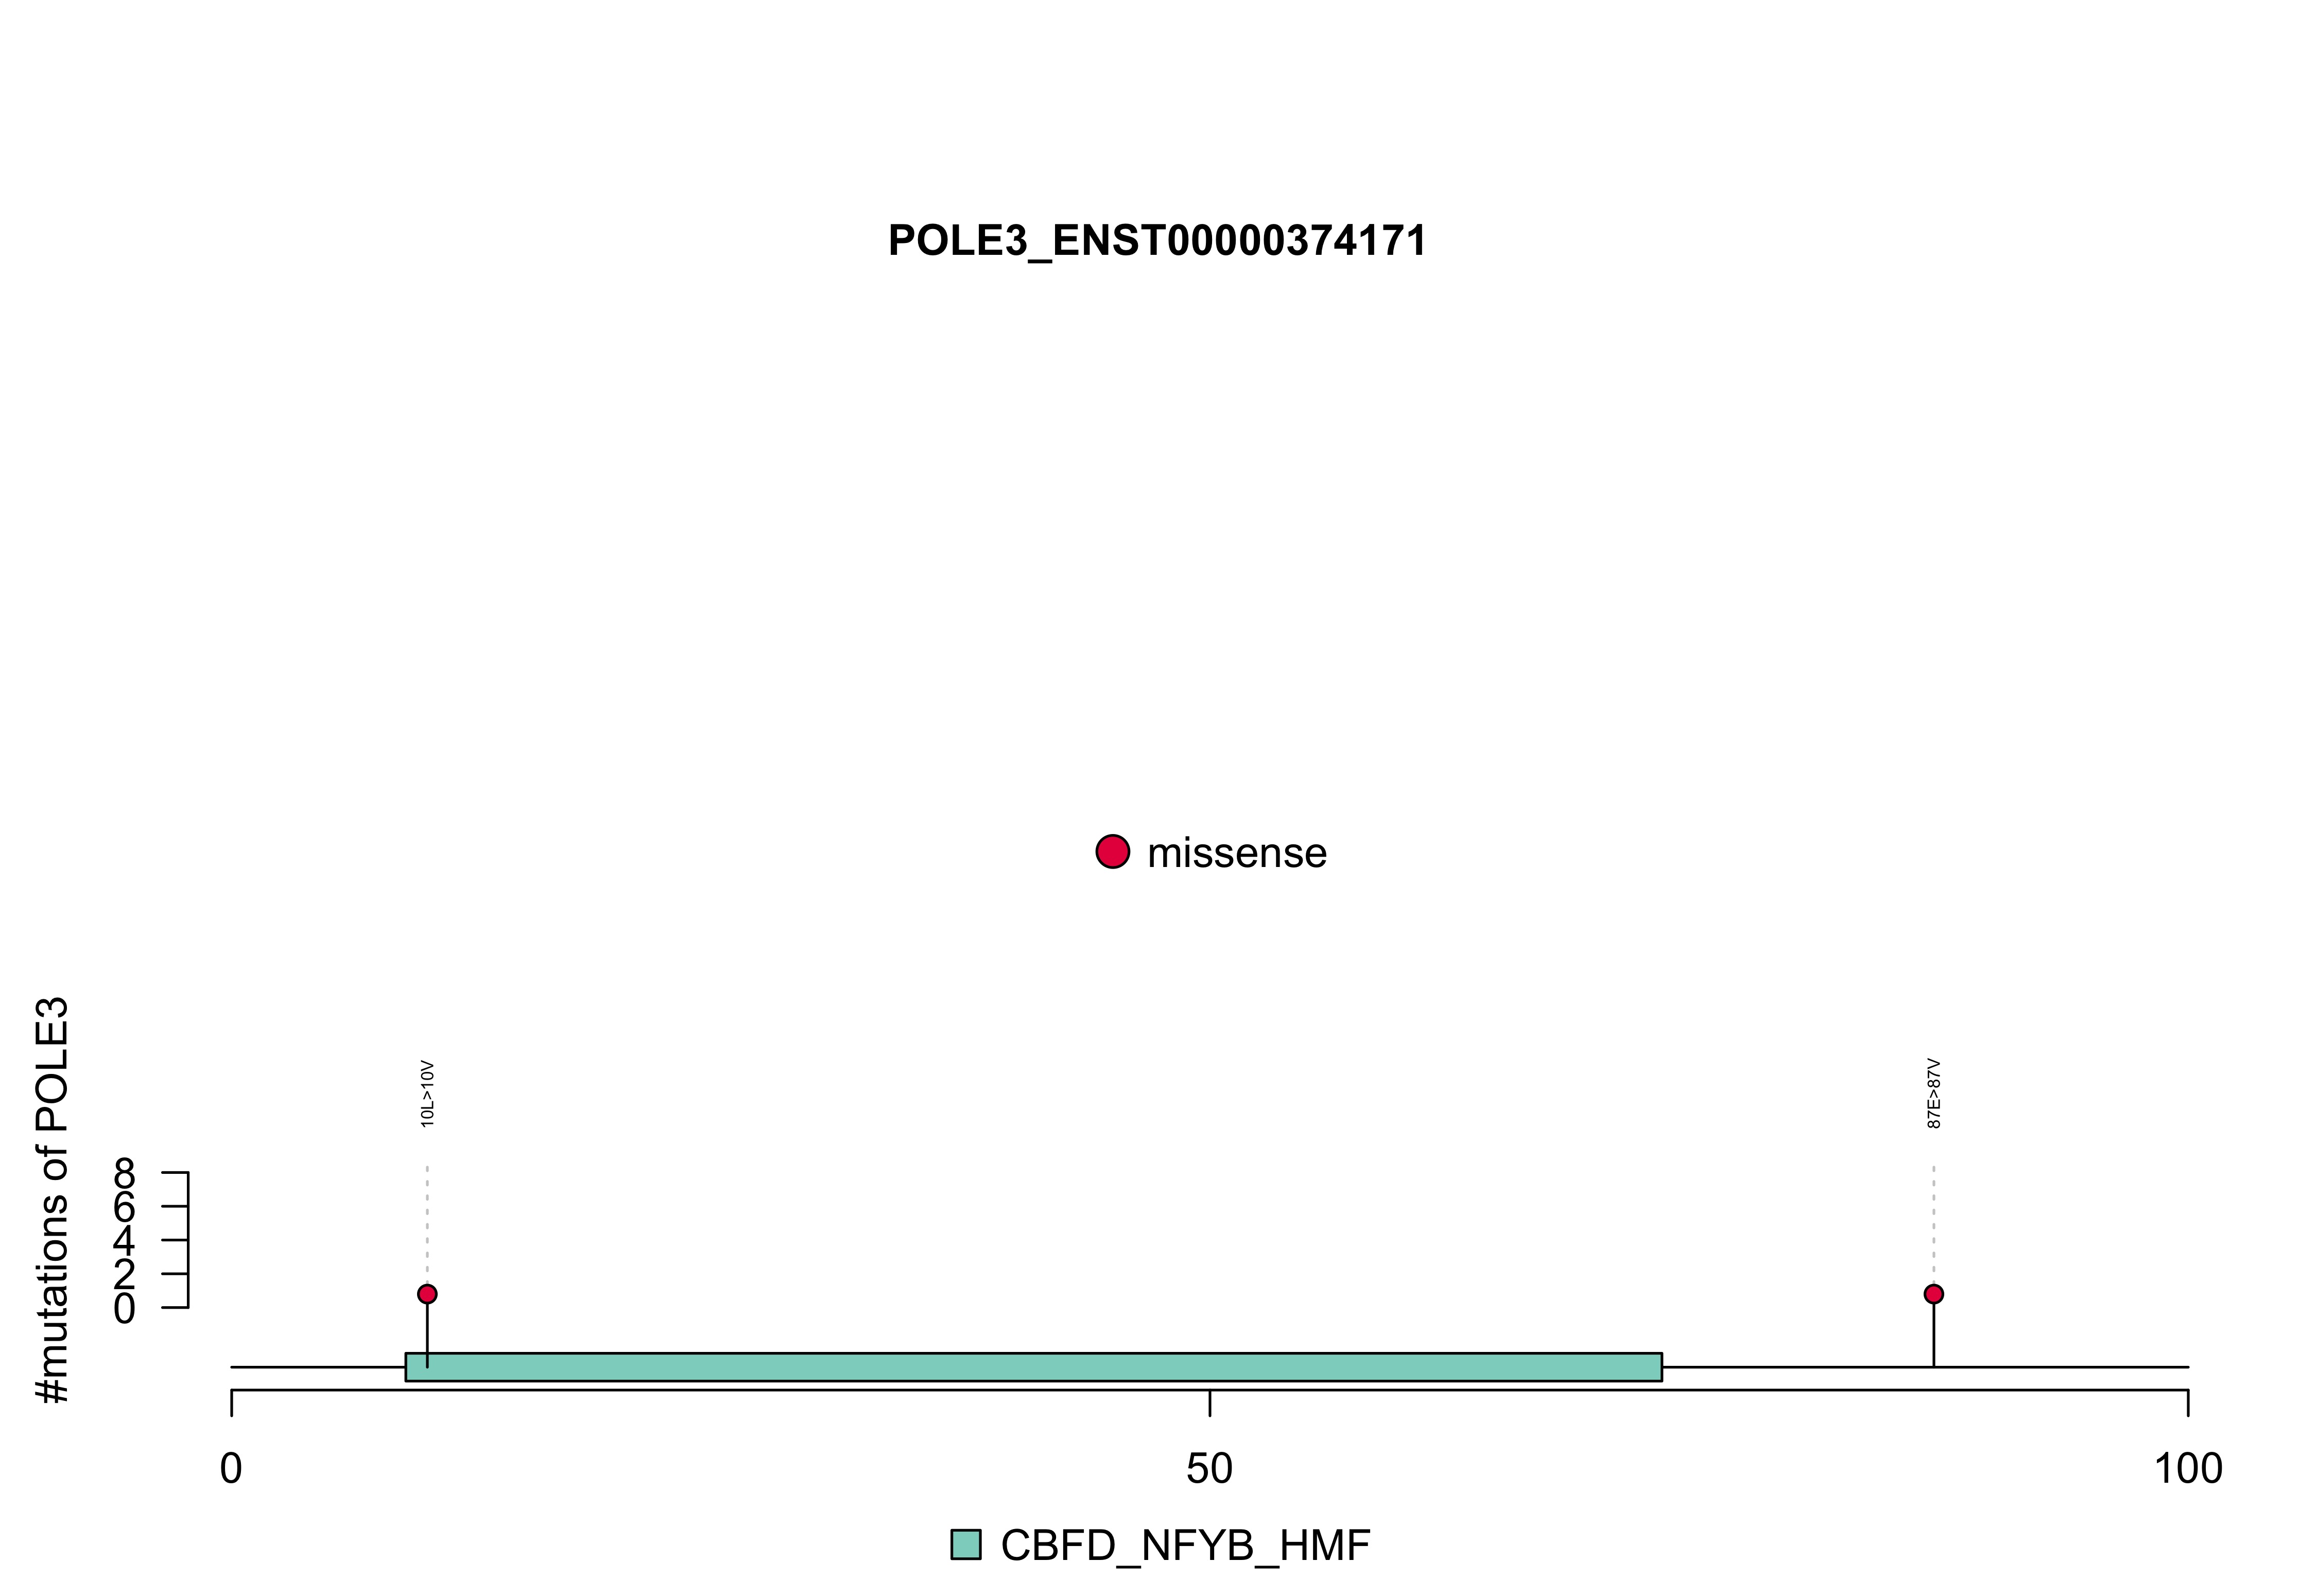 POLE3_ENST00000374171
missense
#mutations of POLE3
10L>10V
87E>87V
8
6
4
2
0
0 50 100
CBFD_NFYB_HMF